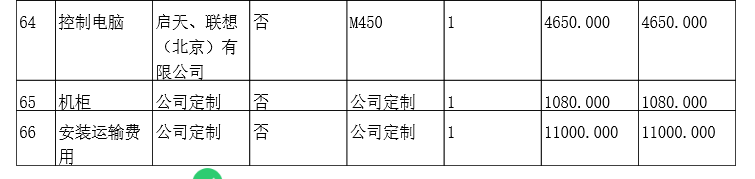 64 控制电脑 启天、联想 否 M450 1 4650.000 4650.000
（北京）有
限公司
65 机柜 公司定制 否 公司定制 1 1080.000 1080.000
66 安装运输费 公司定制 否 公司定制 1 11000.000 11000.000
用